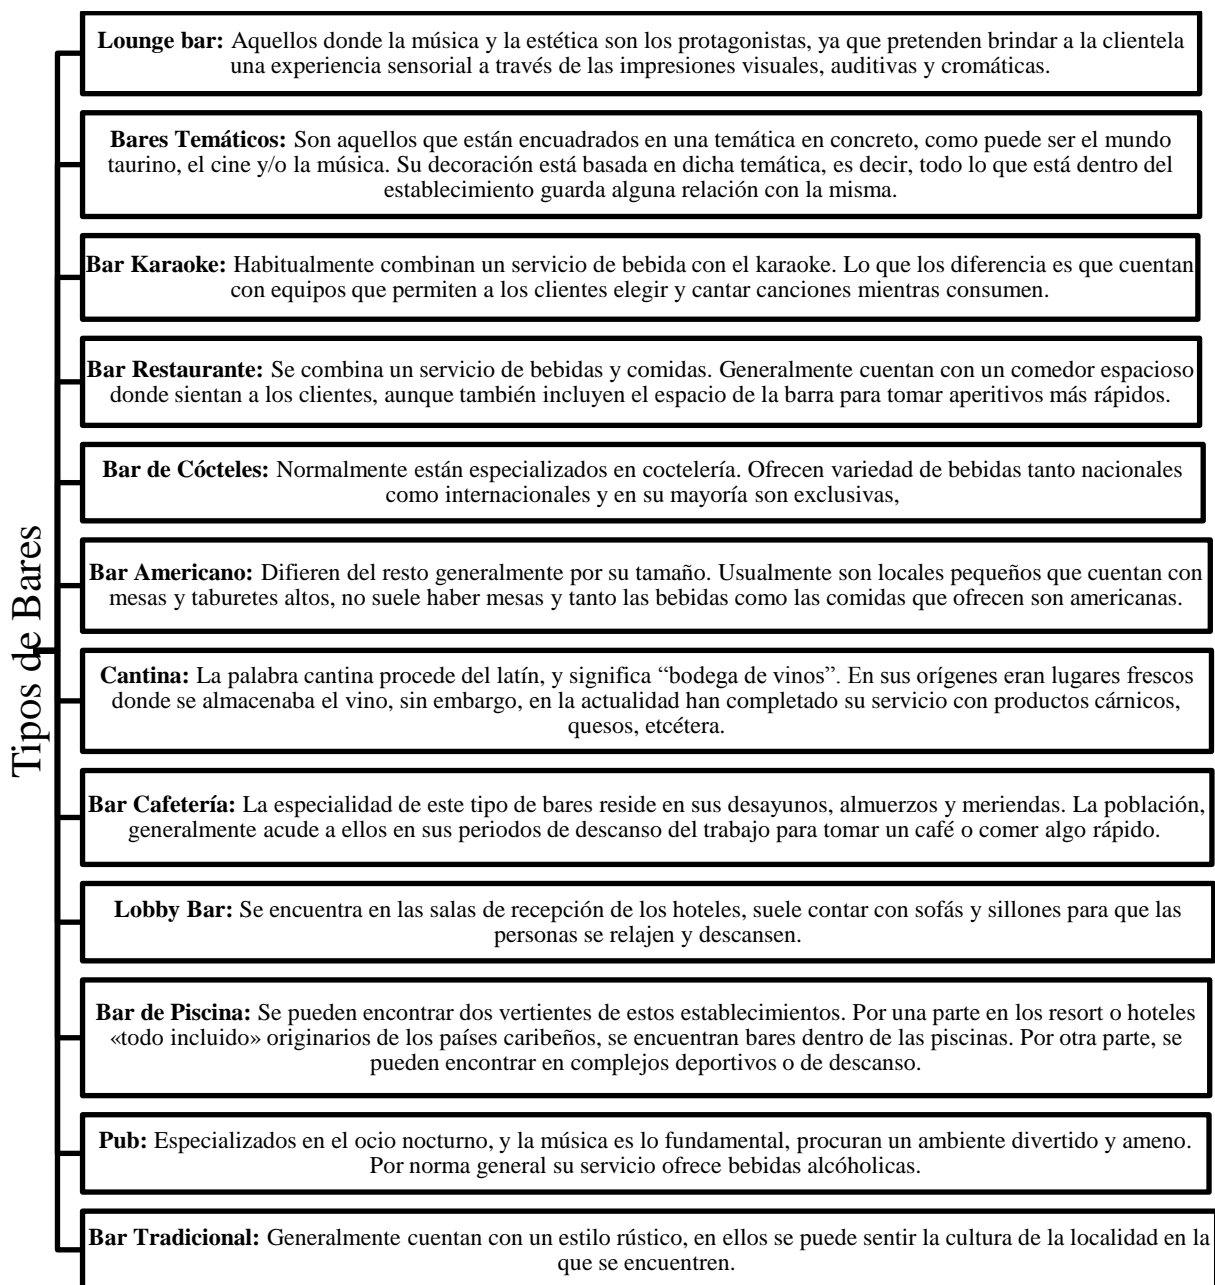 Tipos de Bares
Lounge bar: Aquellos donde la música y la estética son los protagonistas, ya que pretenden brindar a la clientela
una experiencia sensorial a través de las impresiones visuales, auditivas y cromáticas.
Bares Temáticos: Son aquellos que están encuadrados en una temática en concreto, como puede ser el mundo
taurino, el cine y/o la música. Su decoración está basada en dicha temática, es decir, todo lo que está dentro del
establecimiento guarda alguna relación con la misma.
Bar Karaoke: Habitualmente combinan un servicio de bebida con el karaoke. Lo que los diferencia es que cuentan
con equipos que permiten a los clientes elegir y cantar canciones mientras consumen.
Bar Restaurante: Se combina un servicio de bebidas y comidas. Generalmente cuentan con un comedor espacioso
donde sientan a los clientes, aunque también incluyen el espacio de la barra para tomar aperitivos más rápidos.
Bar de Cócteles: Normalmente están especializados en coctelería. Ofrecen variedad de bebidas tanto nacionales
como internacionales y en su mayoría son exclusivas,
Bar Americano: Difieren del resto generalmente por su tamaño. Usualmente son locales pequeños que cuentan con
mesas y taburetes altos, no suele haber mesas y tanto las bebidas como las comidas que ofrecen son americanas.
Cantina: La palabra cantina procede del latín, y significa “bodega de vinos”. En sus orígenes eran lugares frescos
donde se almacenaba el vino, sin embargo, en la actualidad han completado su servicio con productos cárnicos,
quesos, etcétera.
Bar Cafetería: La especialidad de este tipo de bares reside en sus desayunos, almuerzos y meriendas. La población,
generalmente acude a ellos en sus periodos de descanso del trabajo para tomar un café o comer algo rápido.
Lobby Bar: Se encuentra en las salas de recepción de los hoteles, suele contar con sofás y sillones para que las
personas se relajen y descansen.
Bar de Piscina: Se pueden encontrar dos vertientes de estos establecimientos. Por una parte en los resort o hoteles
«todo incluido» originarios de los países caribeños, se encuentran bares dentro de las piscinas. Por otra parte, se
pueden encontrar en complejos deportivos o de descanso.
Pub: Especializados en el ocio nocturno, y la música es lo fundamental, procuran un ambiente divertido y ameno.
Por norma general su servicio ofrece bebidas alcóholicas.
Bar Tradicional: Generalmente cuentan con un estilo rústico, en ellos se puede sentir la cultura de la localidad en la
que se encuentren.